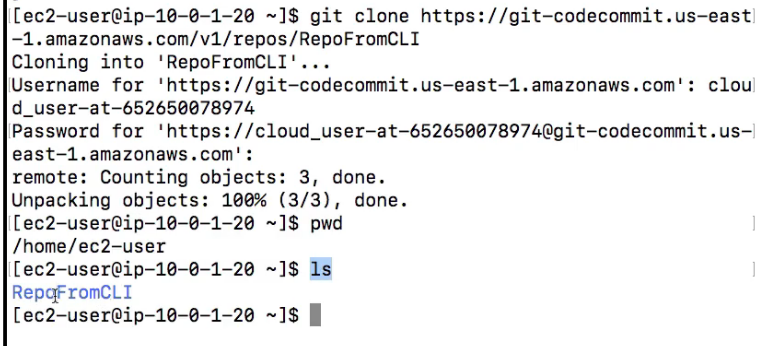 [ec2-user@ip-10-0-1-20 ~]$ git clone https://git-codecommit.us-east
-1.amazonaws.com/v1/repos/RepoFromCLI
Cloning into 'RepoFromCLI'...
Username for 'https://git-codecommit.us-east-1.amazonaws.com': clou
d_user-at-652650078974
Password for 'https://cloud_user-at-652650078974@git-codecommit.us-
east-1.amazonaws.com':
remote: Counting objects: 3, done.
Unpacking objects: 100% (3/3), done.
[ec2-user@ip-10-0-1-20 ~]$ pwd
/home/ec2-user
[ec2-user@ip-10-0-1-20 ~]$ ls
RepoFromCLI
[ec2-user@ip-10-0-1-20 ~]$